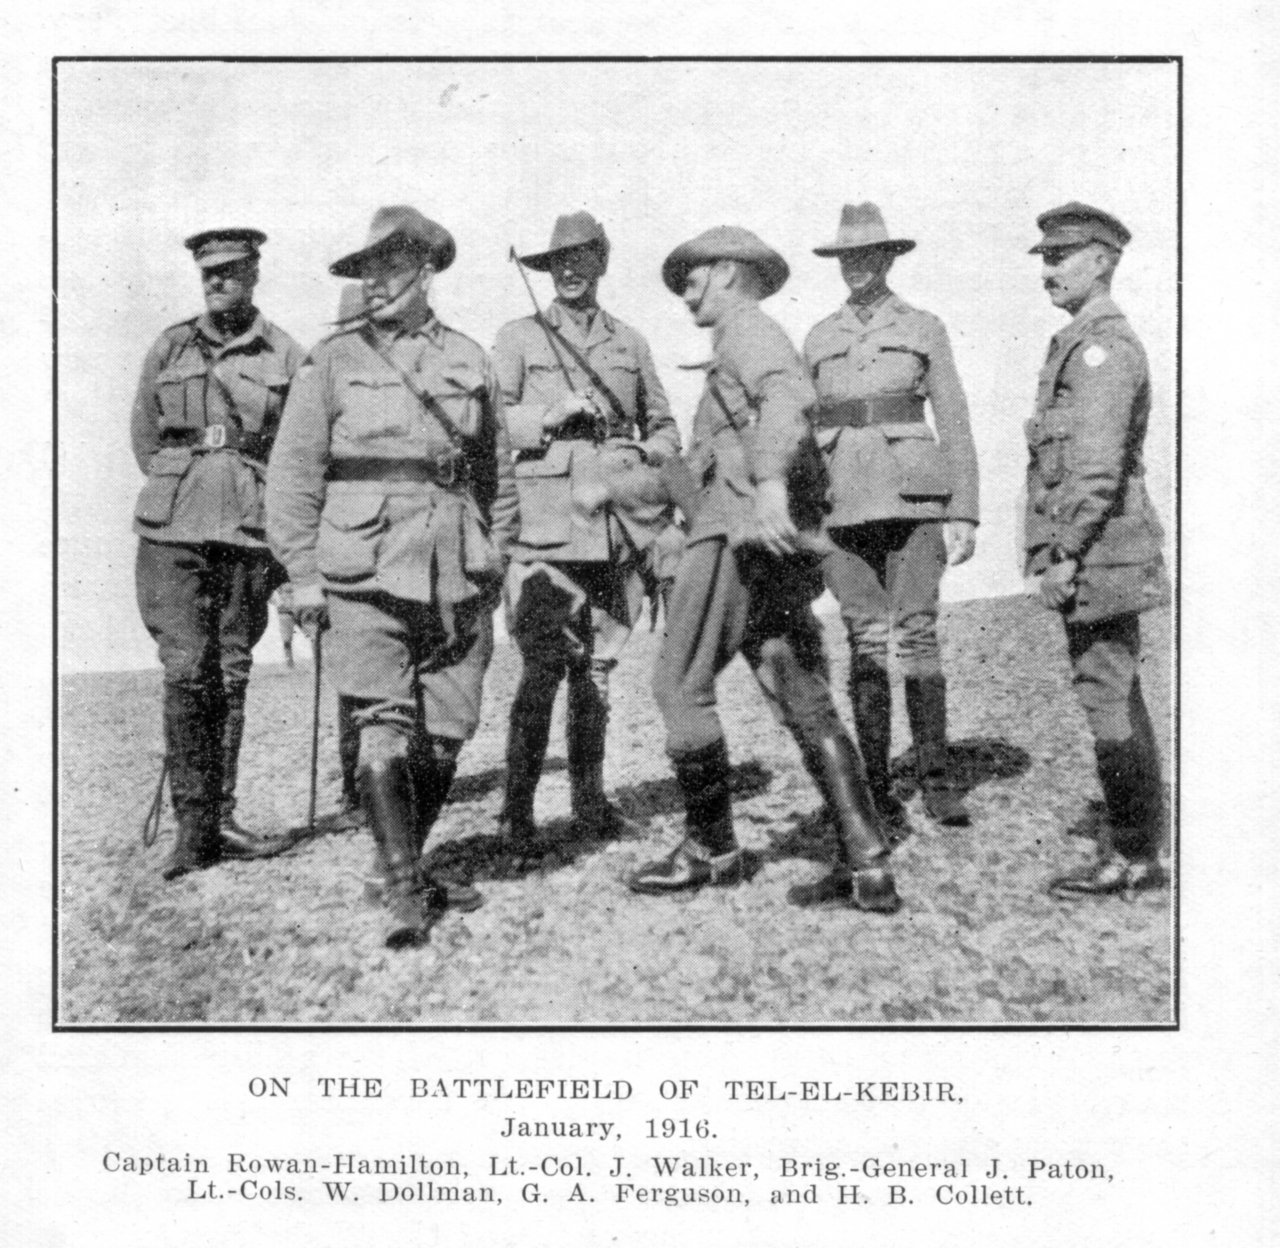 ON THE BATTLEFIELD OF TEL-EL-KEBIR,
January, 1916.
Captain Rowan-Hamilton, Lt.-Col. J. Walker, Brig.-General J. Paton,
Lt.-Cols. W. Dollman, G. A. Ferguson, and H. B. Collett.